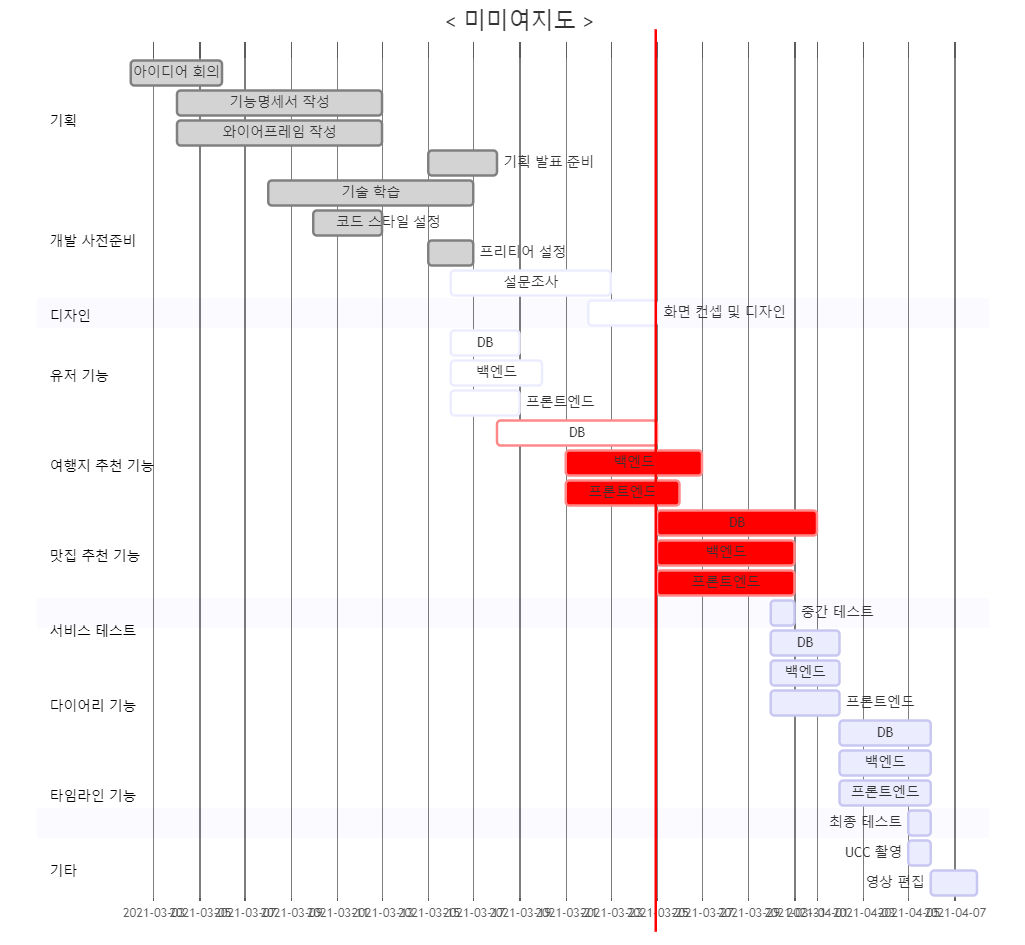 < 미미여지도 >
아이디어 회의
기능명세서 작성
기획
와이어프레임 작성
기획 발표 준비
기술 학습
코드 스타일 설정
개발 사전준비
프리티어 설정
설문조사
디자인
화면 컨셉 및 디자인
DB
유저 기능
백엔드
프론트엔드
DB
여행지 추천 기능
백엔드
프론트엔드
DB
맛집 추천 기능
백엔드
프론트엔드
중간 테스트
서비스 테스트
DB
백엔드
다이어리 기능
프론트엔드
DB
백엔드
타임라인 기능
프론트엔드
최종 테스트
UCC 촬영
기타
영상 편집
2021-03-03 2021-03-05 2021-03-07 2021-03-09 2021-03-11 2021-03-13 2021-03-15 2021-03-17 2021-03-19 2021-03-21 2021-03-23 2021-03-25 2021-03-27 2021-03-29 2021-03-31 2021-04-01 2021-04-03 2021-04-05 2021-04-07